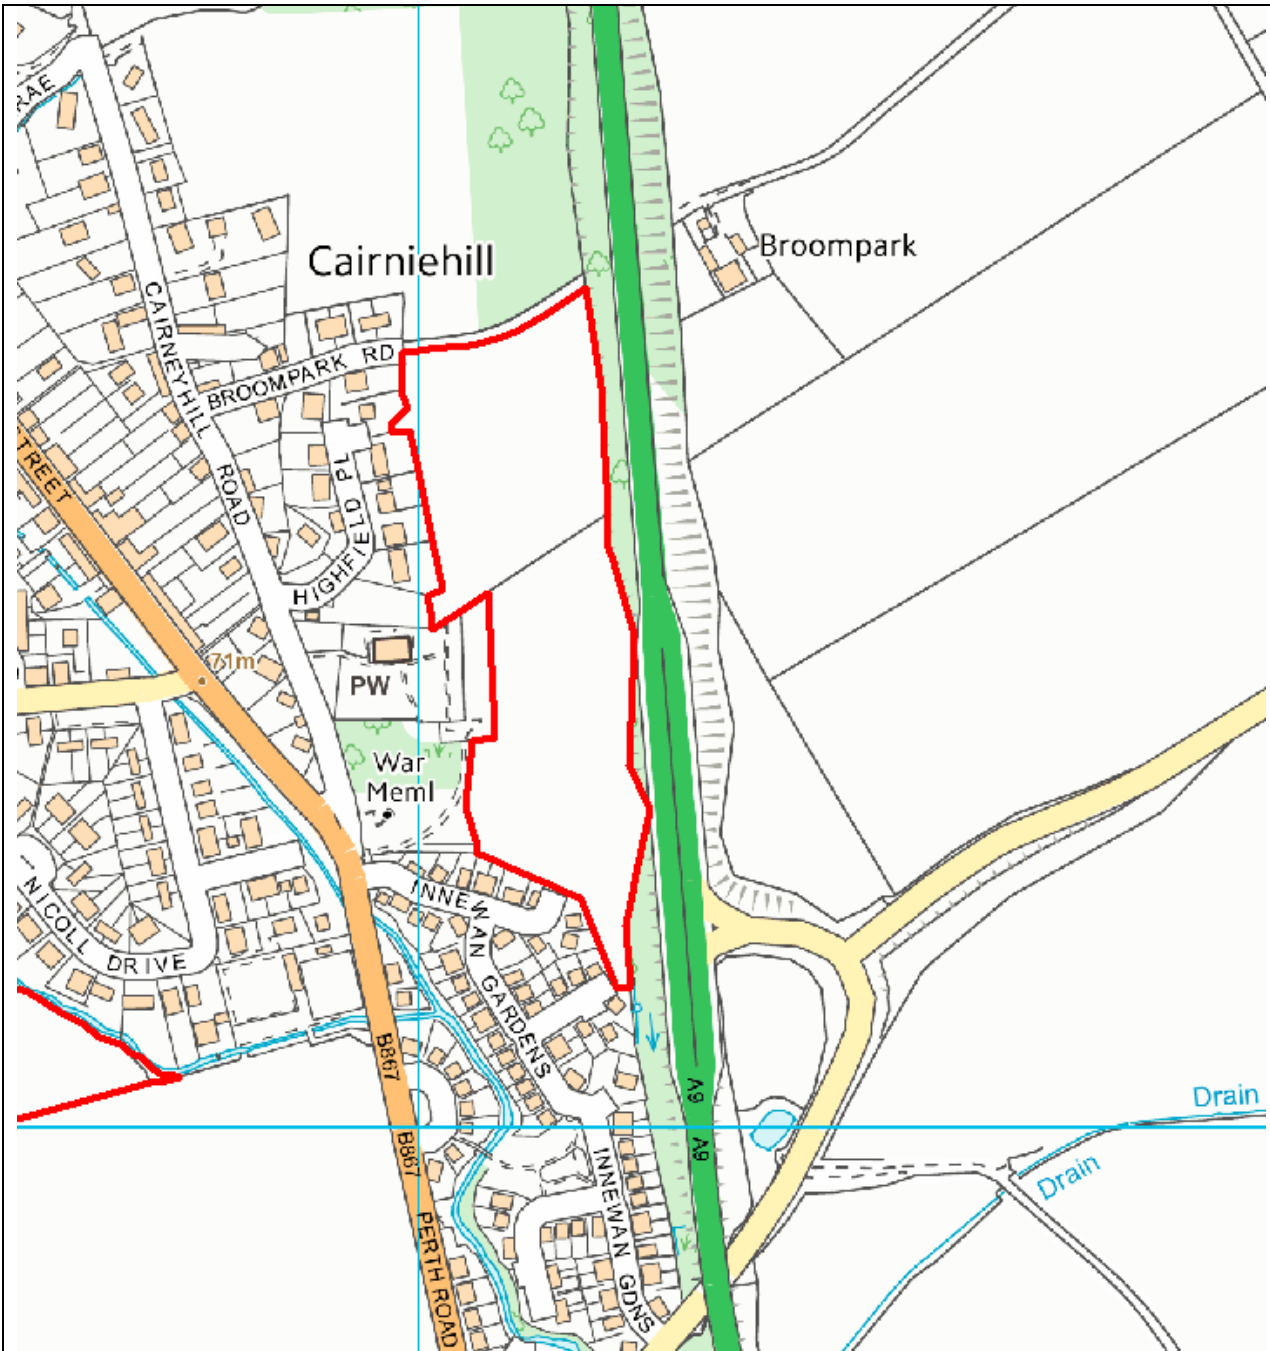 RAE
Cairniehill
Broompark
CAIRNEYHILL
ROAD
BROOMPARK RD
TREET
HIGHFIELD PL
71m
PW
War
Meml
INNEWAN
GARDENS
NICOLL
DRIVE
B867
A9
A9
B867
Drain
Drain
INNEWAN
GDNS
PERTH ROAD